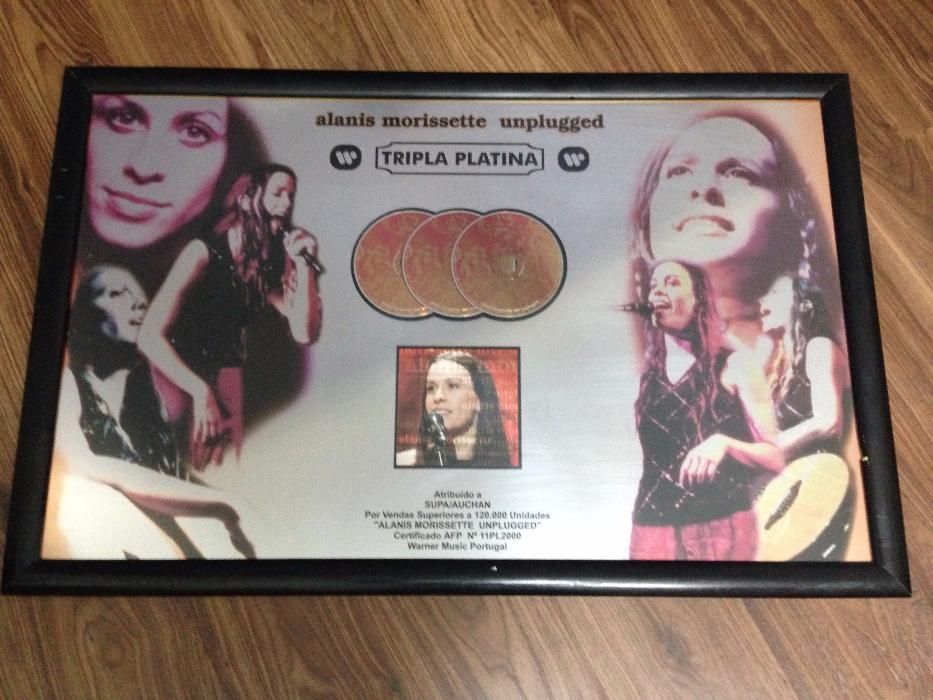 alanis morissette unplugged
TRIPLA PLATINA
Atribuído a
SUPA/AUCHAN
Por Vendas Superiores a 120.000 Unidades
"ALANIS MORISSETTE UNPLUGGED"
Certificado AFP Nº 11PL2000
Warner Music Portugal